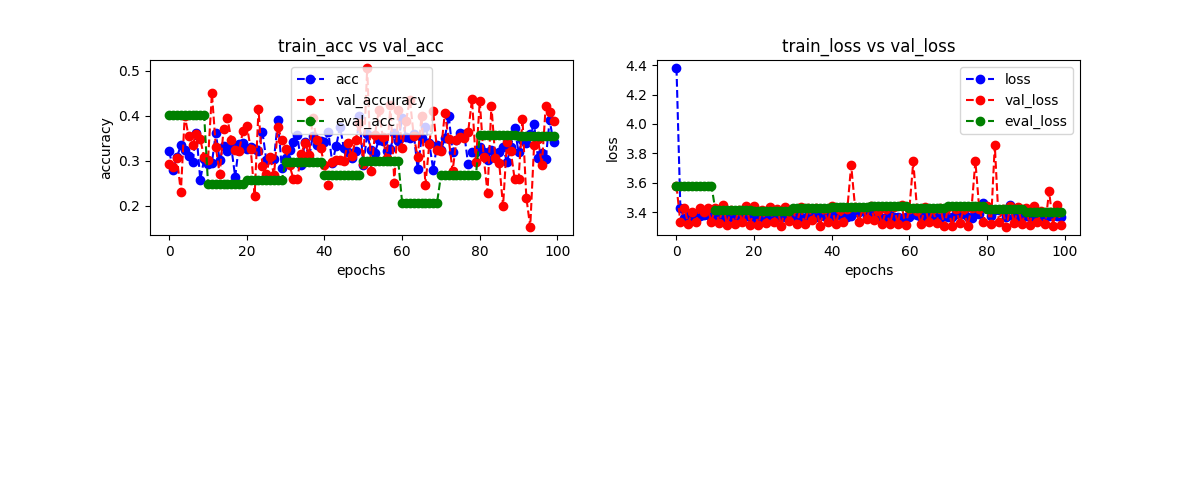 train_acc vs val_acc
accuracy
0.5
0.4
0.3
0.2
acc
val_accuracy
eval_acc
0
20
40
60
80
100
epochs
train_loss vs val_loss
loss
4.4
4.2
4.0
3.8
3.6
3.4
loss
val_loss
eval_loss
0
20
40
60
80
100
epochs